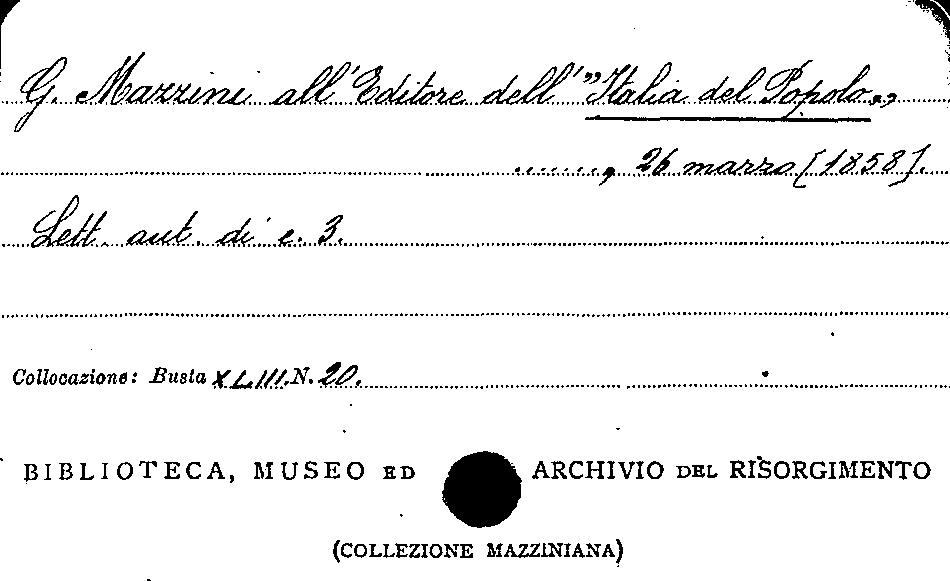 G. Mazzini all'Editore dell'"Italia del Popolo„
........, 26 marzo [1858].
Lett. aut. di c. 3.
Collocazione: Busta XLIII. N. 20.
BIBLIOTECA, MUSEO ED ARCHIVIO DEL RISORGIMENTO
(COLLEZIONE MAZZINIANA)